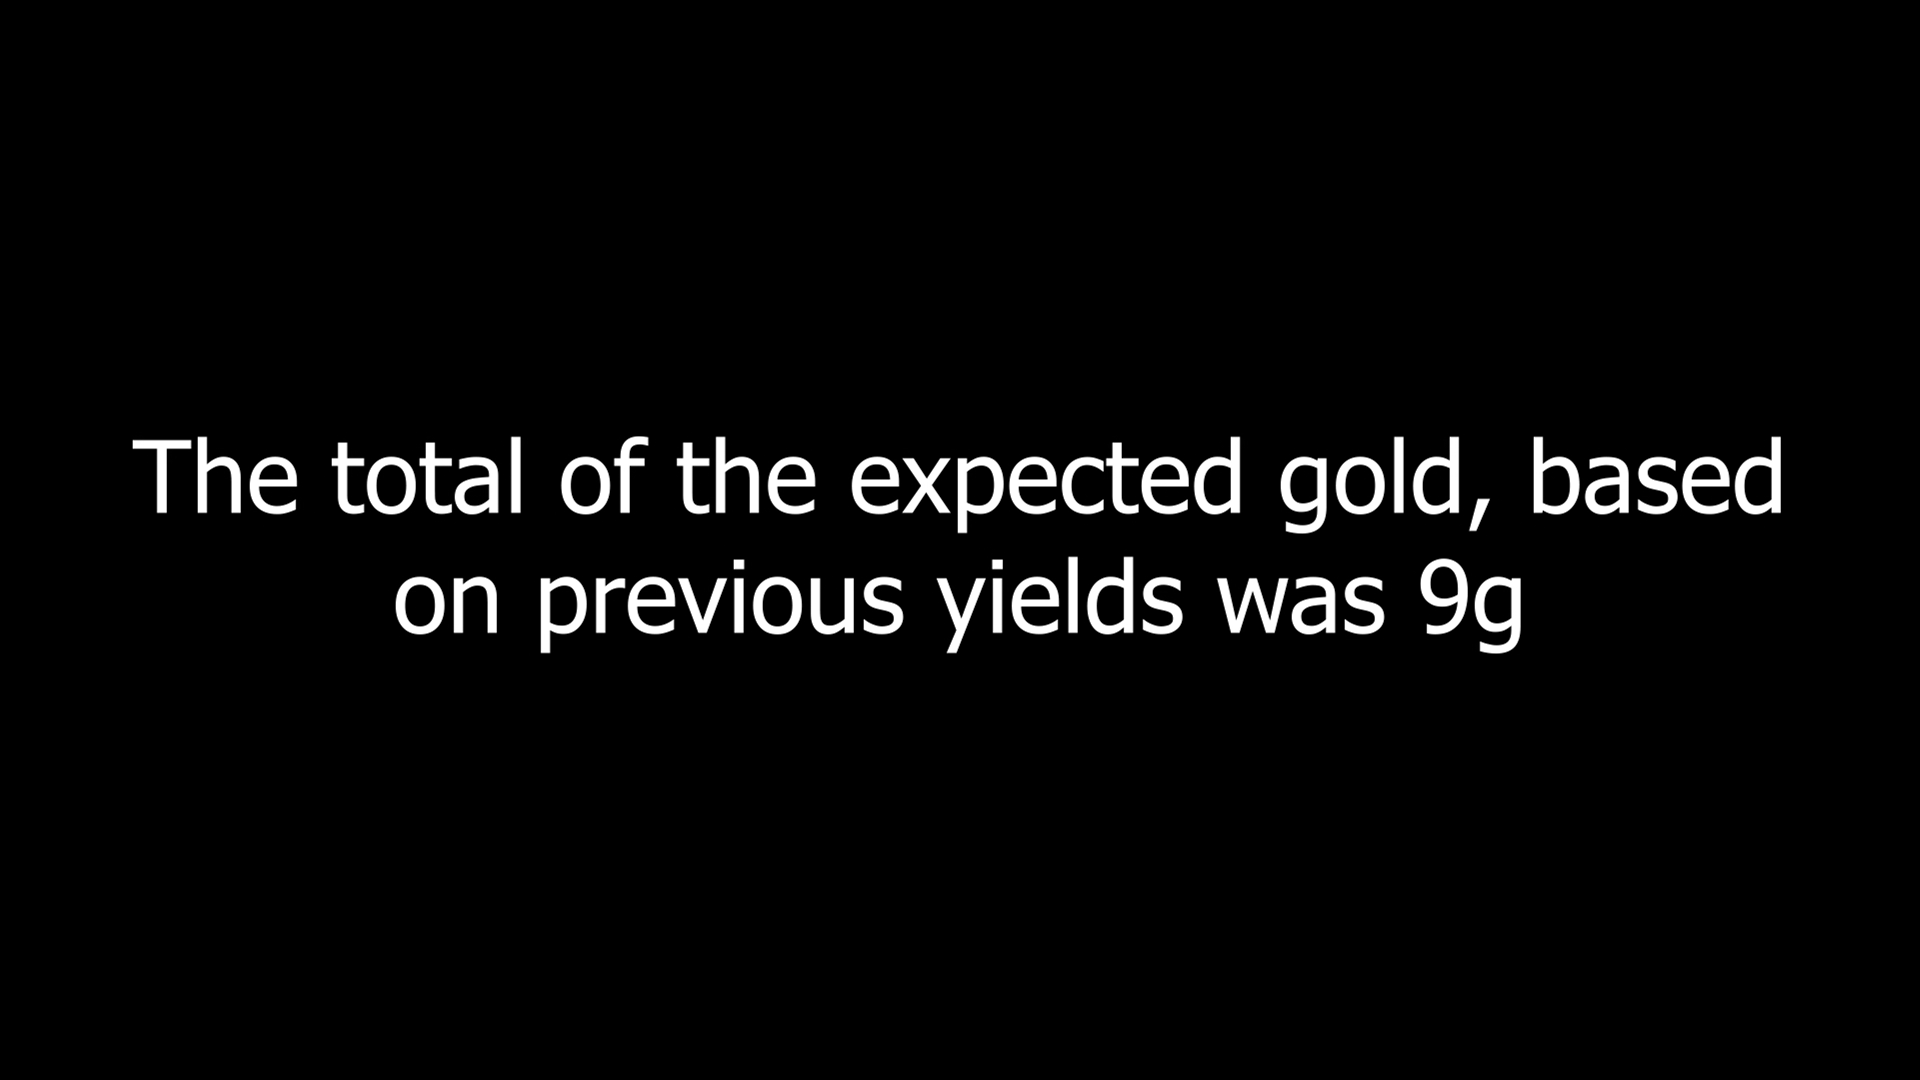 The total of the expected gold, based
on previous yields was 9g